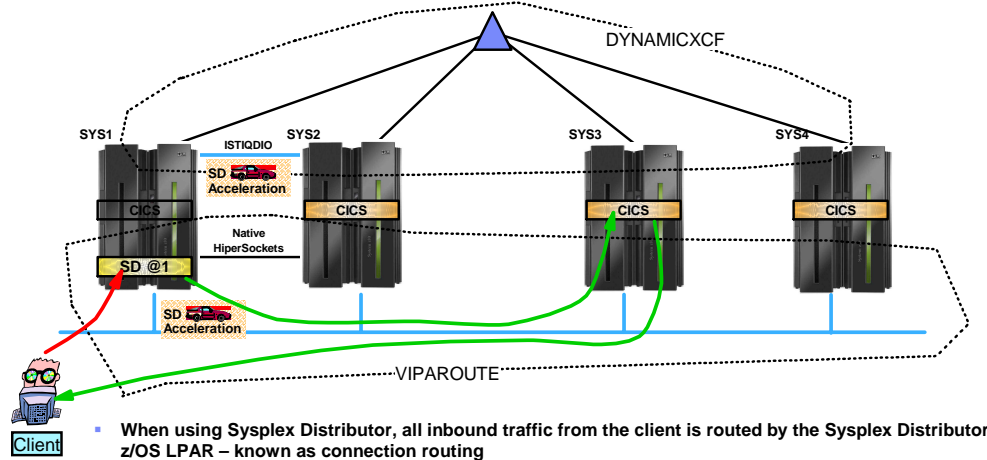 DYNAMICXCF
SYS1
SYS2
SYS3
SYS4
ISTIQDIO
SD
Acceleration
CICS
CICS
CICS
CICS
Native
HiperSockets
SD @1
SD
Acceleration
VIPAROUTE
Client
▪ When using Sysplex Distributor, all inbound traffic from the client is routed by the Sysplex Distributor
z/OS LPAR – known as connection routing